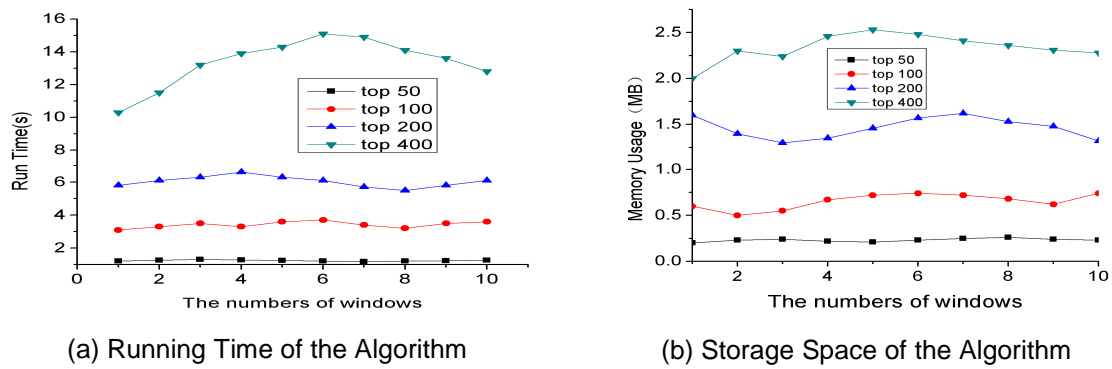 16
14
12
10
8
6
4
2
0 2 4 6 8 10
Run Time(s)
The numbers of windows
top 50
top 100
top 200
top 400
(a) Running Time of the Algorithm
2.5
2.0
1.5
1.0
0.5
0.0
2 4 6 8 10
Memory Usage（MB）
The numbers of windows
top 50
top 100
top 200
top 400
(b) Storage Space of the Algorithm